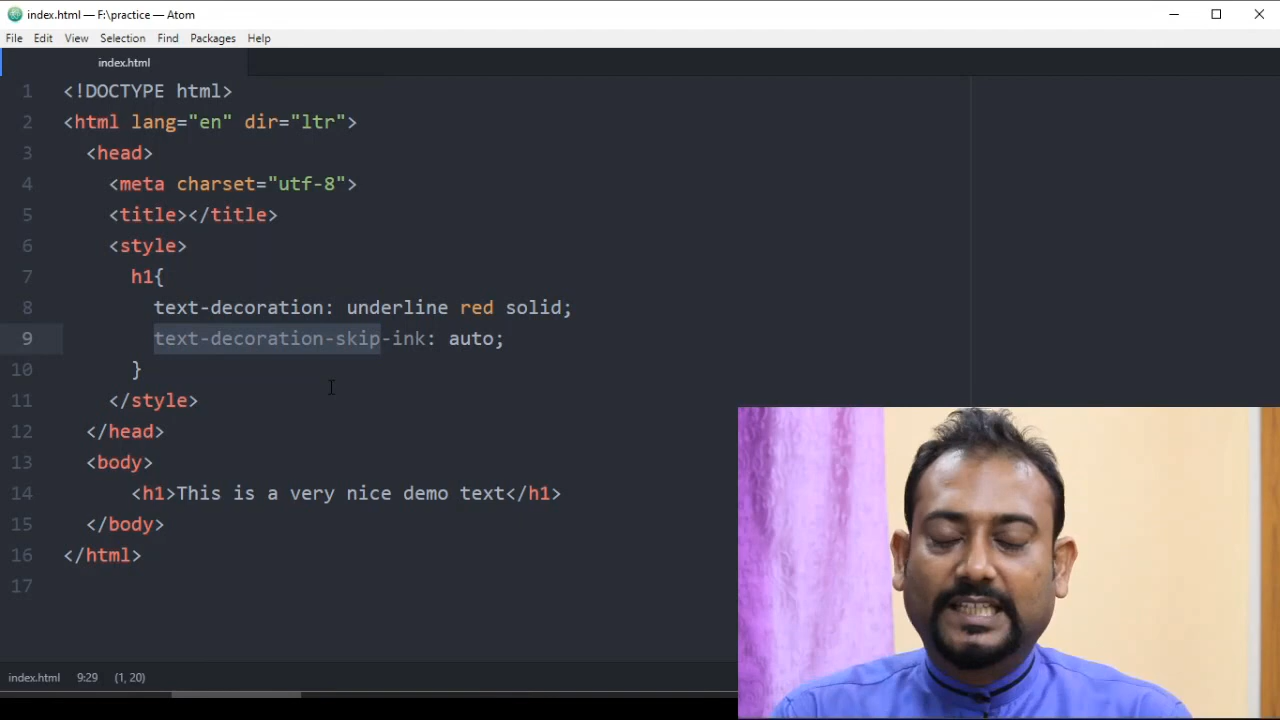 index.html — F:\practice — Atom
File Edit View Selection Find Packages Help
index.html
1 <!DOCTYPE html>
2 <html lang="en" dir="ltr">
3 <head>
4 <meta charset="utf-8">
5 <title></title>
6 <style>
7 h1{
8 text-decoration: underline red solid;
9 text-decoration-skip-ink: auto;
10 }
11 </style>
12 </head>
13 <body>
14 <h1>This is a very nice demo text</h1>
15 </body>
16 </html>
17
index.html 9:29 (1, 20)